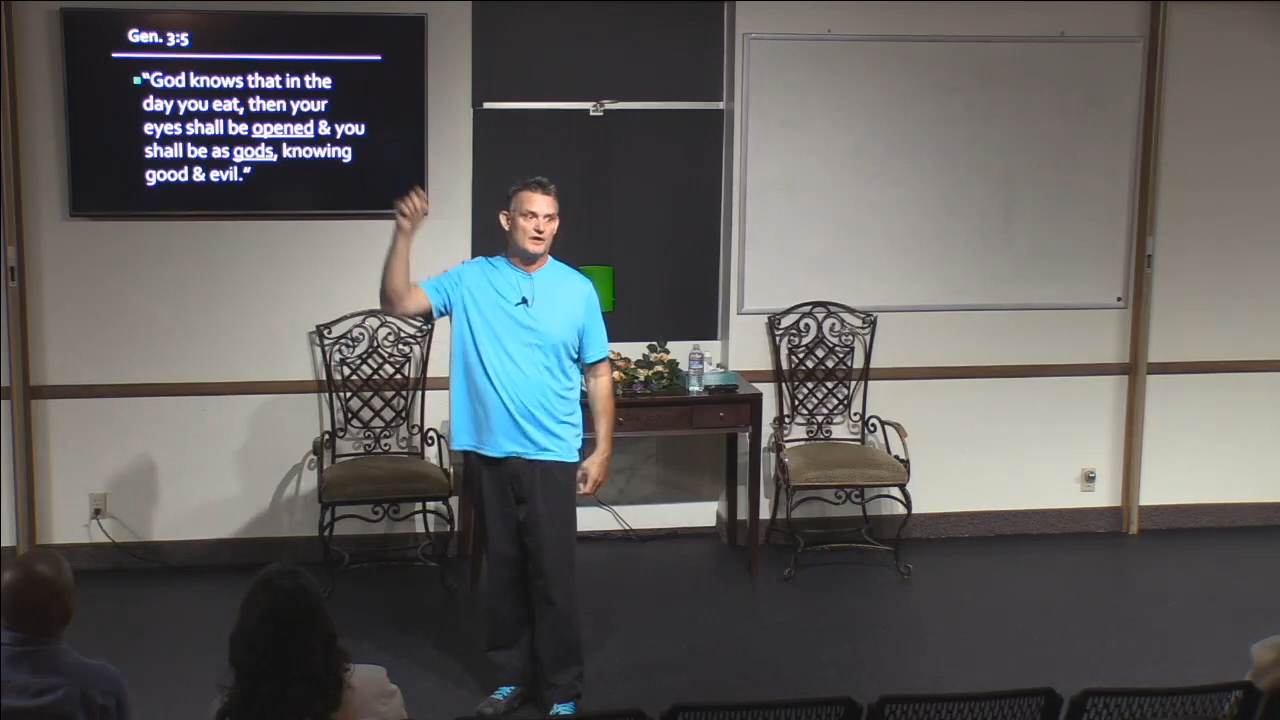 Gen. 3:5
“God knows that in the
day you eat, then your
eyes shall be opened & you
shall be as gods, knowing
good & evil.”